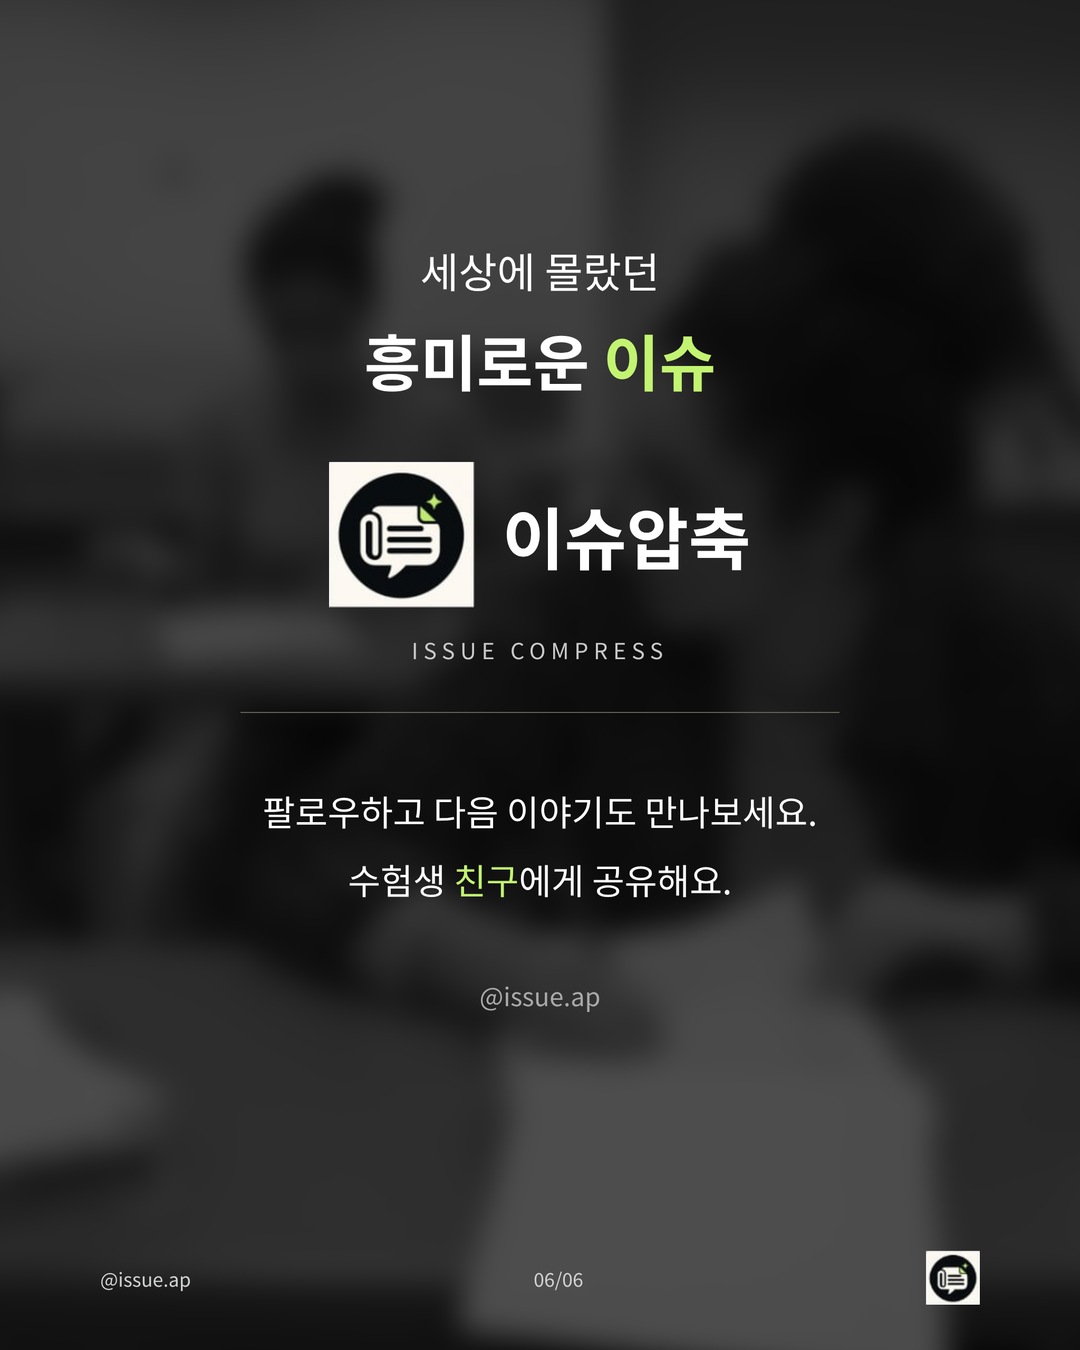 세상에 몰랐던
흥미로운 이슈
이슈압축
ISSUE COMPRESS
팔로우하고 다음 이야기도 만나보세요.
수험생 친구에게 공유해요.
@issue.ap
@issue.ap
06/06